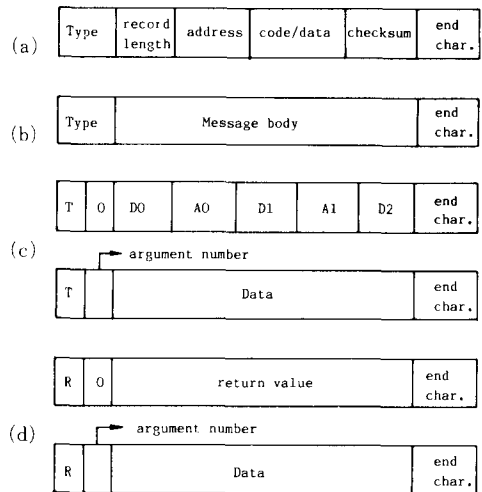 (a) Type record length address code/data checksum end char.
(b) Type Message body end char.
(c) T 0 D0 A0 D1 A1 D2 end char.
argument number
T Data end char.
(d) R 0 return value end char.
argument number
R Data end char.